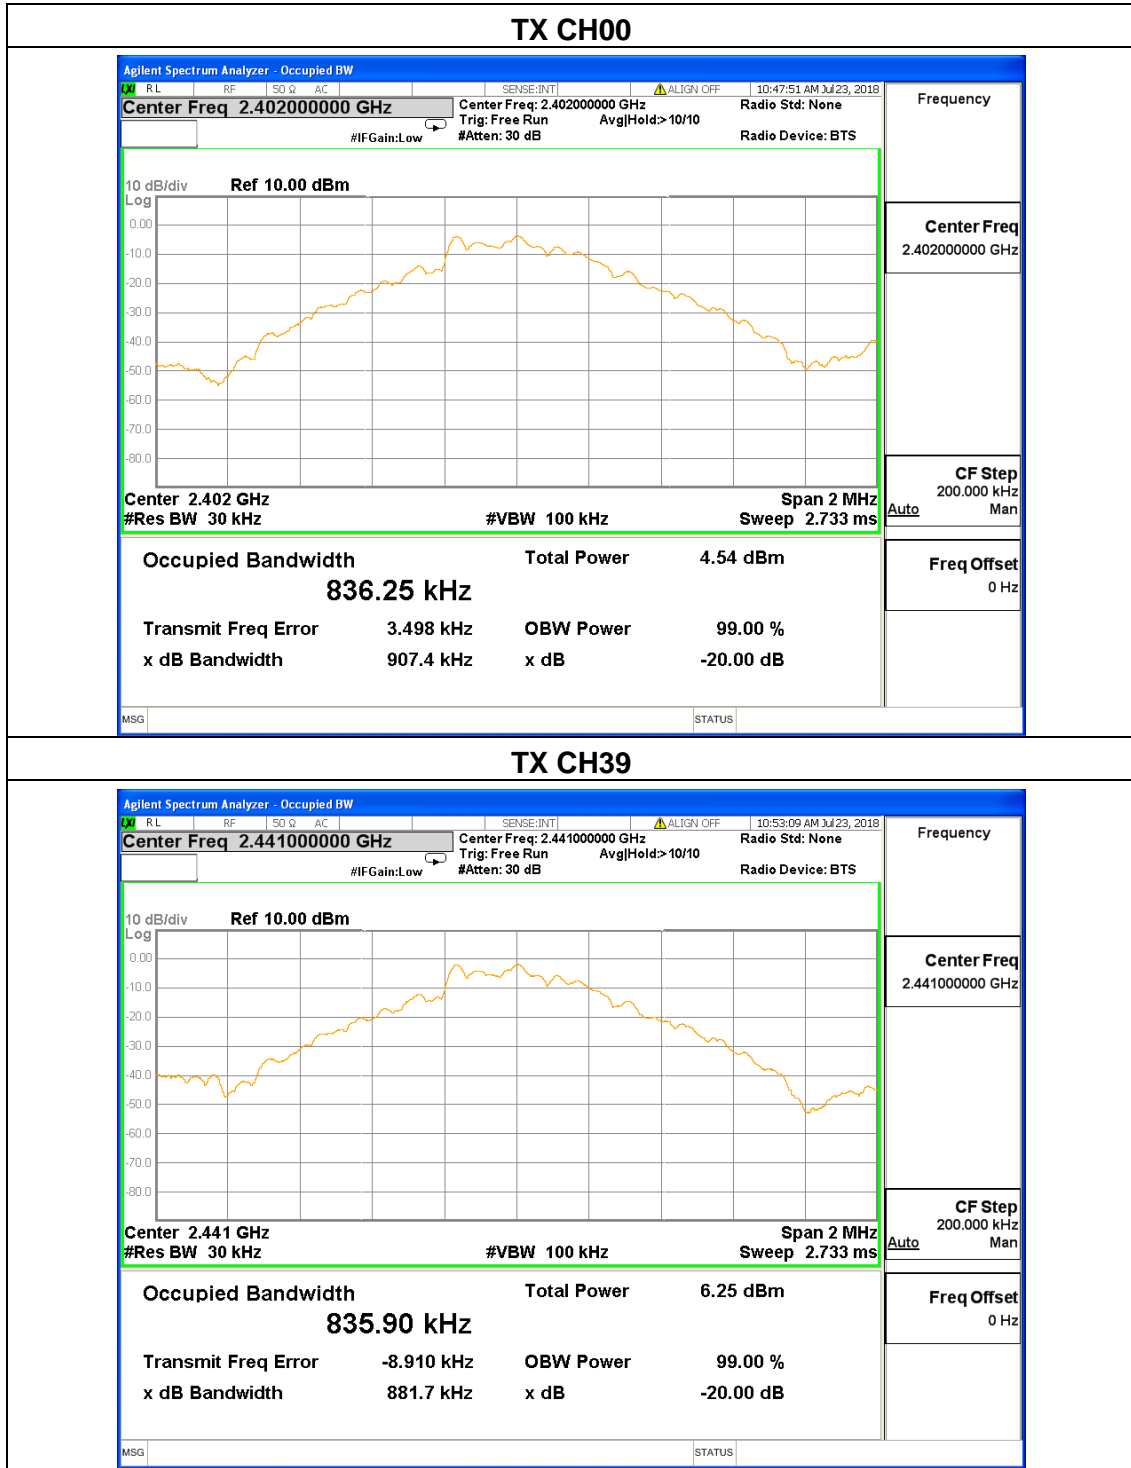 TX CH00
Agilent Spectrum Analyzer - Occupied BW
LXI RL RF 50 Ω AC SENSE:INT ALIGN OFF 10:47:51 AM Jul 23, 2018
Center Freq 2.402000000 GHz
Center Freq: 2.402000000 GHz Radio Std: None
Trig: Free Run Avg|Hold:>10/10
#IFGain:Low #Atten: 30 dB Radio Device: BTS
Frequency
10 dB/div Ref 10.00 dBm
Log
0.00
-10.0
-20.0
-30.0
-40.0
-50.0
-60.0
-70.0
-80.0
Center Freq
2.402000000 GHz
Center 2.402 GHz Span 2 MHz
#Res BW 30 kHz #VBW 100 kHz Sweep 2.733 ms
CF Step
200.000 kHz
Auto Man
Occupied Bandwidth Total Power 4.54 dBm
836.25 kHz
Transmit Freq Error 3.498 kHz OBW Power 99.00 %
x dB Bandwidth 907.4 kHz x dB -20.00 dB
Freq Offset
0 Hz
MSG STATUS
TX CH39
Agilent Spectrum Analyzer - Occupied BW
LXI RL RF 50 Ω AC SENSE:INT ALIGN OFF 10:53:09 AM Jul 23, 2018
Center Freq 2.441000000 GHz
Center Freq: 2.441000000 GHz Radio Std: None
Trig: Free Run Avg|Hold:>10/10
#IFGain:Low #Atten: 30 dB Radio Device: BTS
Frequency
10 dB/div Ref 10.00 dBm
Log
0.00
-10.0
-20.0
-30.0
-40.0
-50.0
-60.0
-70.0
-80.0
Center Freq
2.441000000 GHz
Center 2.441 GHz Span 2 MHz
#Res BW 30 kHz #VBW 100 kHz Sweep 2.733 ms
CF Step
200.000 kHz
Auto Man
Occupied Bandwidth Total Power 6.25 dBm
835.90 kHz
Transmit Freq Error -8.910 kHz OBW Power 99.00 %
x dB Bandwidth 881.7 kHz x dB -20.00 dB
Freq Offset
0 Hz
MSG STATUS